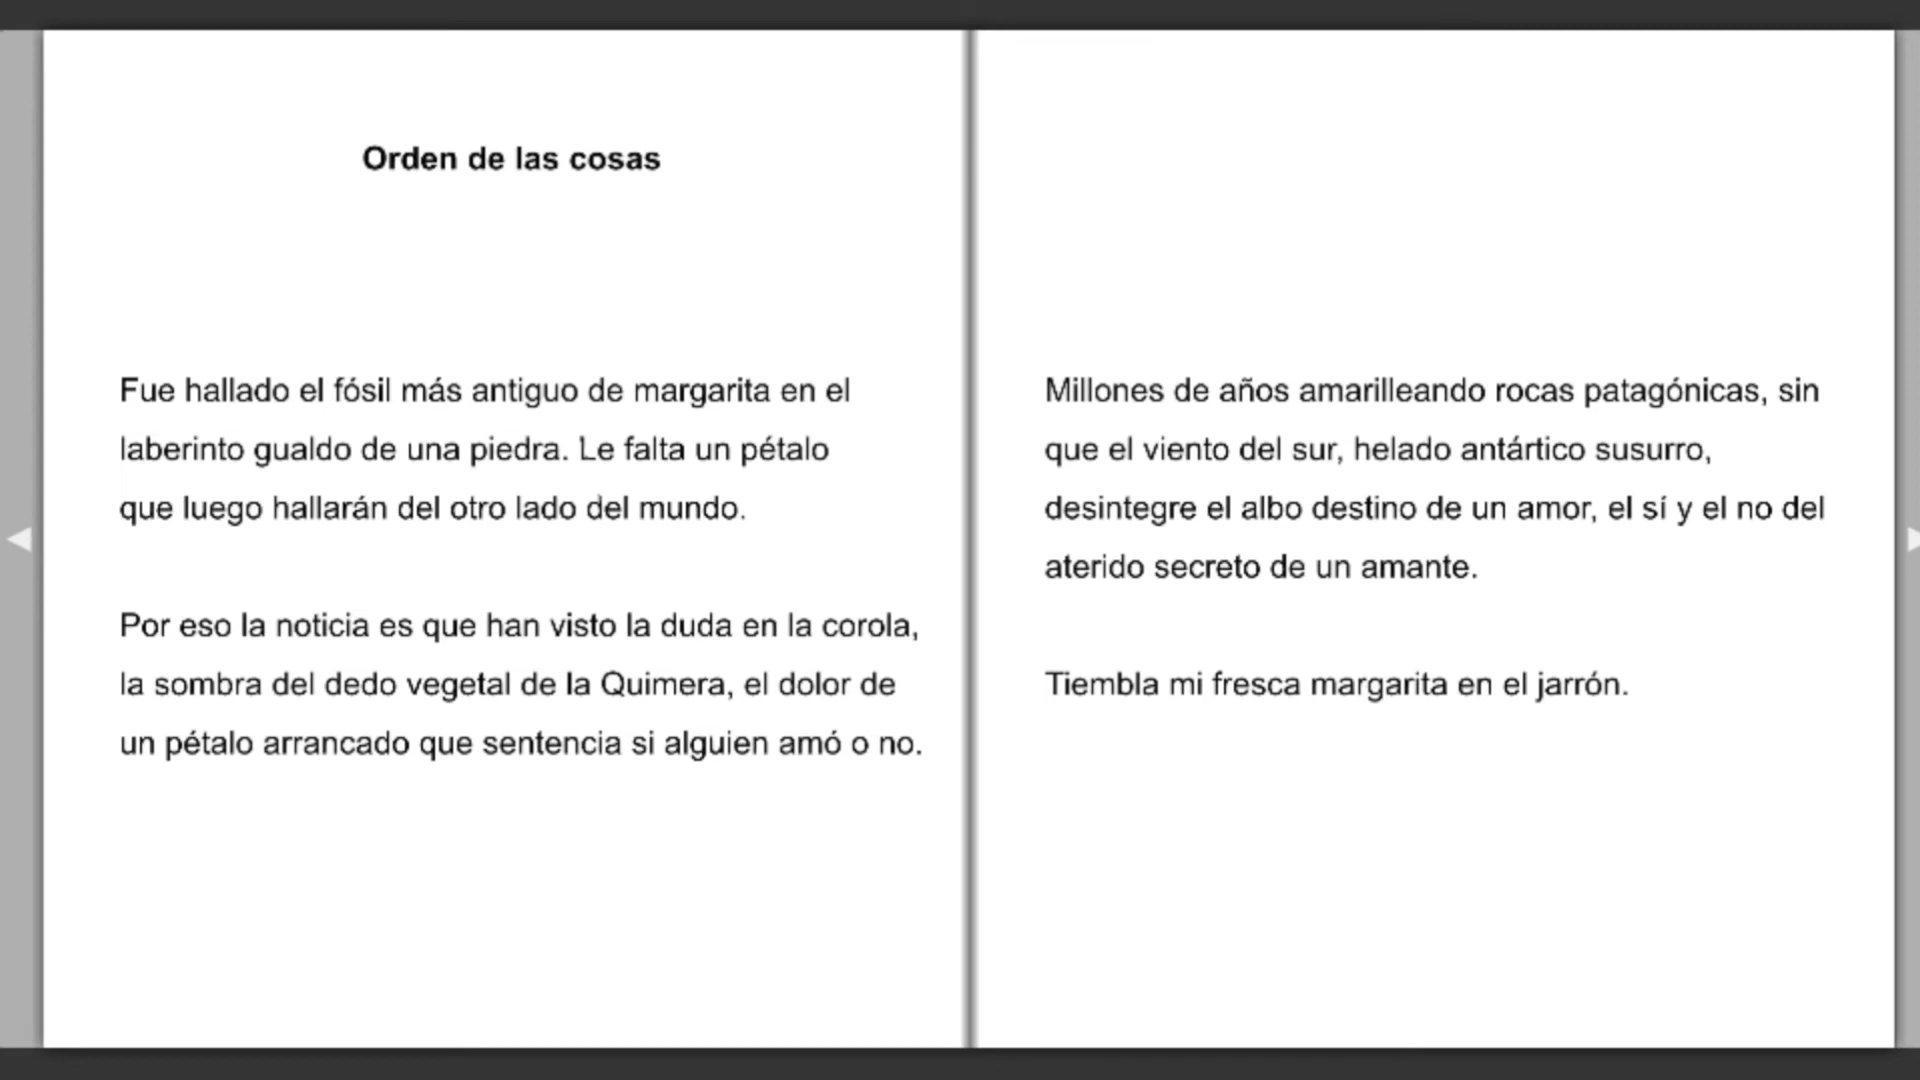 Orden de las cosas
Fue hallado el fósil más antiguo de margarita en el
laberinto gualdo de una piedra. Le falta un pétalo
que luego hallarán del otro lado del mundo.
Por eso la noticia es que han visto la duda en la corola,
la sombra del dedo vegetal de la Quimera, el dolor de
un pétalo arrancado que sentencia si alguien amó o no.
Millones de años amarilleando rocas patagónicas, sin
que el viento del sur, helado antártico susurro,
desintegre el albo destino de un amor, el sí y el no del
aterido secreto de un amante.
Tiembla mi fresca margarita en el jarrón.